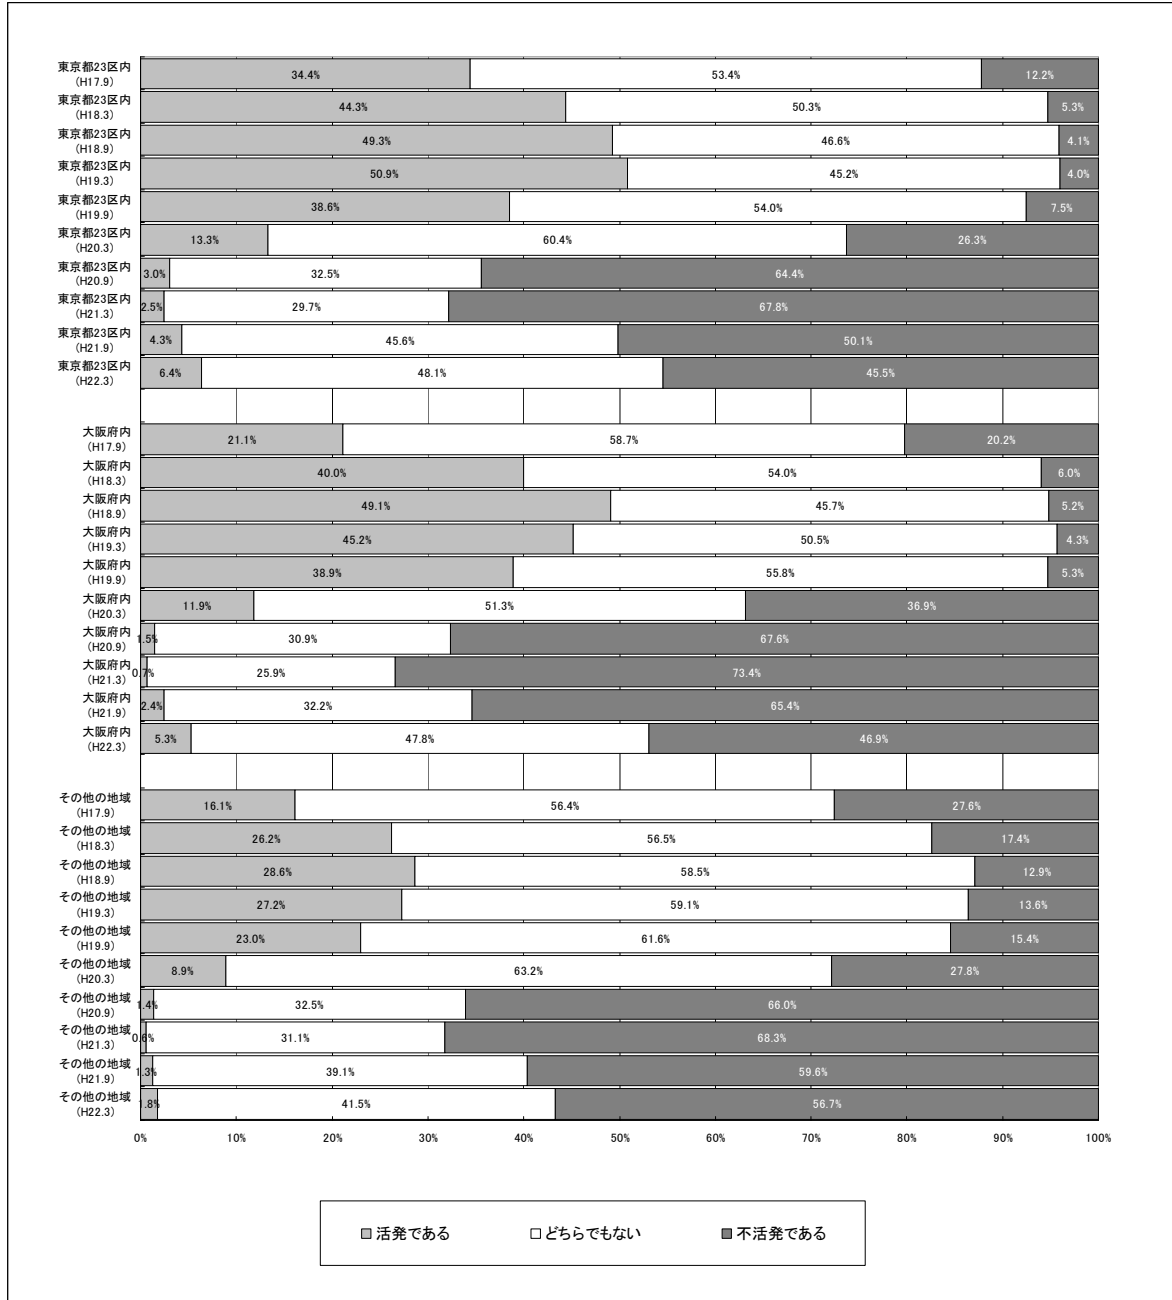 東京都23区内
(H17.9)
34.4% 53.4% 12.2%
東京都23区内
(H18.3)
44.3% 50.3% 5.3%
東京都23区内
(H18.9)
49.3% 46.6% 4.1%
東京都23区内
(H19.3)
50.9% 45.2% 4.0%
東京都23区内
(H19.9)
38.6% 54.0% 7.5%
東京都23区内
(H20.3)
13.3% 60.4% 26.3%
東京都23区内
(H20.9)
3.0% 32.5% 64.4%
東京都23区内
(H21.3)
2.5% 29.7% 67.8%
東京都23区内
(H21.9)
4.3% 45.6% 50.1%
東京都23区内
(H22.3)
6.4% 48.1% 45.5%
大阪府内
(H17.9)
21.1% 58.7% 20.2%
大阪府内
(H18.3)
40.0% 54.0% 6.0%
大阪府内
(H18.9)
49.1% 45.7% 5.2%
大阪府内
(H19.3)
45.2% 50.5% 4.3%
大阪府内
(H19.9)
38.9% 55.8% 5.3%
大阪府内
(H20.3)
11.9% 51.3% 36.9%
大阪府内
(H20.9)
1.5% 30.9% 67.6%
大阪府内
(H21.3)
0.7% 25.9% 73.4%
大阪府内
(H21.9)
2.4% 32.2% 65.4%
大阪府内
(H22.3)
5.3% 47.8% 46.9%
その他の地域
(H17.9)
16.1% 56.4% 27.6%
その他の地域
(H18.3)
26.2% 56.5% 17.4%
その他の地域
(H18.9)
28.6% 58.5% 12.9%
その他の地域
(H19.3)
27.2% 59.1% 13.6%
その他の地域
(H19.9)
23.0% 61.6% 15.4%
その他の地域
(H20.3)
8.9% 63.2% 27.8%
その他の地域
(H20.9)
1.4% 32.5% 66.0%
その他の地域
(H21.3)
0.6% 31.1% 68.3%
その他の地域
(H21.9)
1.3% 39.1% 59.6%
その他の地域
(H22.3)
1.8% 41.5% 56.7%
0% 10% 20% 30% 40% 50% 60% 70% 80% 90% 100%
活発である どちらでもない 不活発である